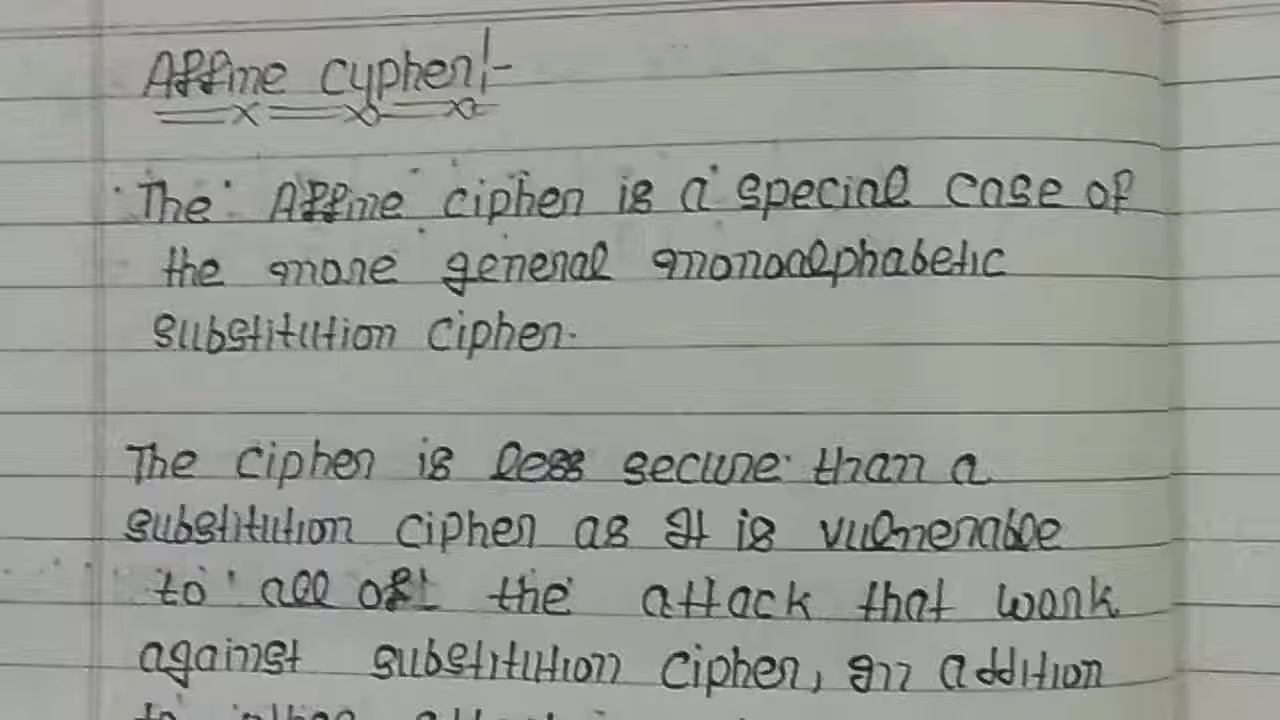 Affine Cypher:-
The Affine cipher is a special case of
the more general monoalphabetic
substitution cipher.
The cipher is less secure than a
substitution cipher as It is vulnerable
to all of the attack that work
against substitution cipher, In addition
to other